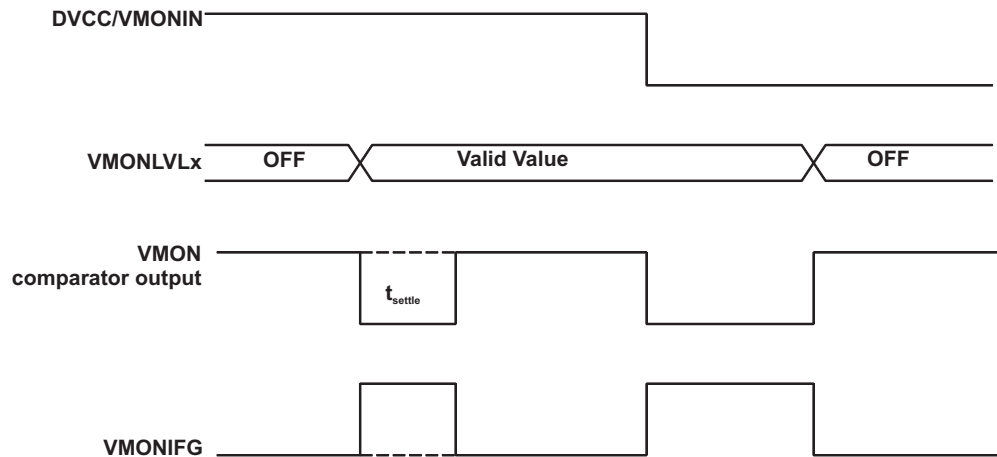 DVCC/VMONIN
VMONLVLx
OFF
Valid Value
OFF
VMON
comparator output
tsettle
VMONIFG